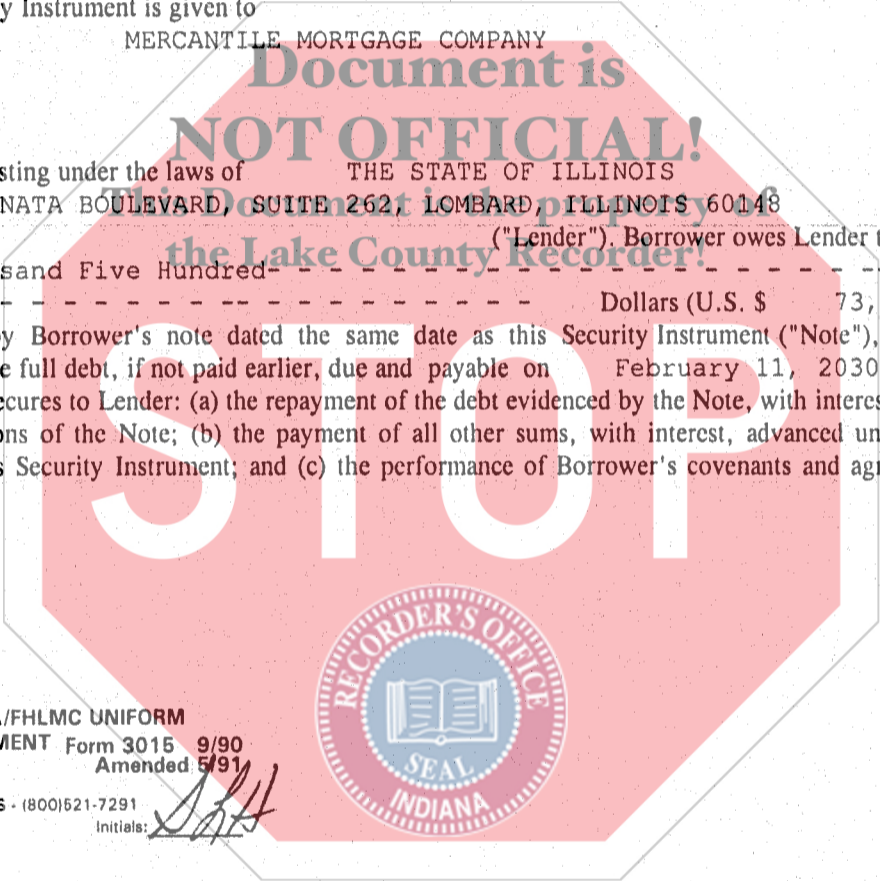 y Instrument is given to
MERCANTILE MORTGAGE COMPANY
Document is
NOT OFFICIAL!
sting under the laws of THE STATE OF ILLINOIS
This Document is the property of
NATA BOULEVARD, SUITE 262, LOMBARD, ILLINOIS 60148
("Lender"). Borrower owes Lender t
the Lake County Recorder!
sand Five Hundred- - - - - - - - - - - - - - - - - - - - - - - -
- - - - - - - -- - - - - - - - - - - - Dollars (U.S. $ 73,
y Borrower's note dated the same date as this Security Instrument ("Note"),
e full debt, if not paid earlier, due and payable on February 11, 2030
ecures to Lender: (a) the repayment of the debt evidenced by the Note, with interes
ons of the Note; (b) the payment of all other sums, with interest, advanced un
s Security Instrument; and (c) the performance of Borrower's covenants and agr
STOP
RECORDER'S OFFICE
SEAL
INDIANA
/FHLMC UNIFORM
MENT Form 3015 9/90
Amended 5/91
S - (800)521-7291
Initials: